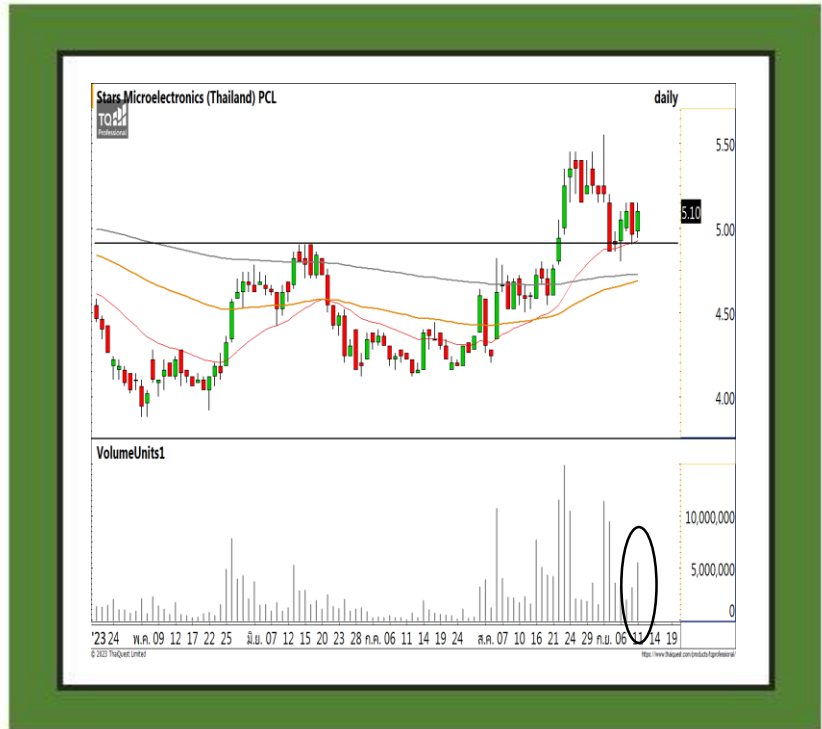 Stars Microelectronics (Thailand) PCL
daily
TQ
Professional
5.50
5.10
5.00
4.50
4.00
VolumeUnits1
10,000,000
5,000,000
0
'23 24 พ.ค. 09 12 17 22 25 มิ.ย. 07 12 15 20 23 28 ก.ค. 06 11 14 19 24 ส.ค. 07 10 16 21 24 29 ก.ย. 06 11 14 19
© 2023 ThaiQuest Limited
https://www.thaiquest.com/products/tqprofessional/